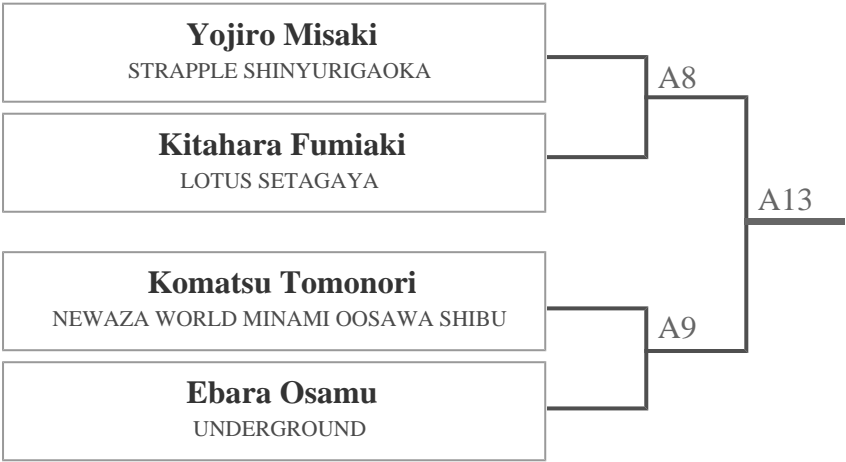 Yojiro Misaki
STRAPPLE SHINYURIGAOKA
A8
Kitahara Fumiaki
LOTUS SETAGAYA
A13
Komatsu Tomonori
NEWAZA WORLD MINAMI OOSAWA SHIBU
A9
Ebara Osamu
UNDERGROUND